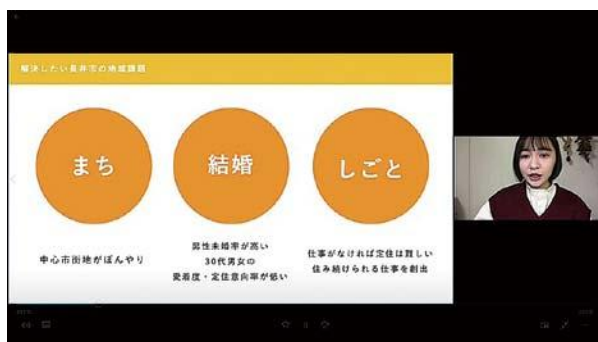 解決したい長井市の地域課題
まち
結婚
しごと
中心市街地がぼんやり
男性未婚率が高い
30代男女の
愛着度・定住意向率が低い
仕事がなければ定住は難しい
住み続けられる仕事を創出